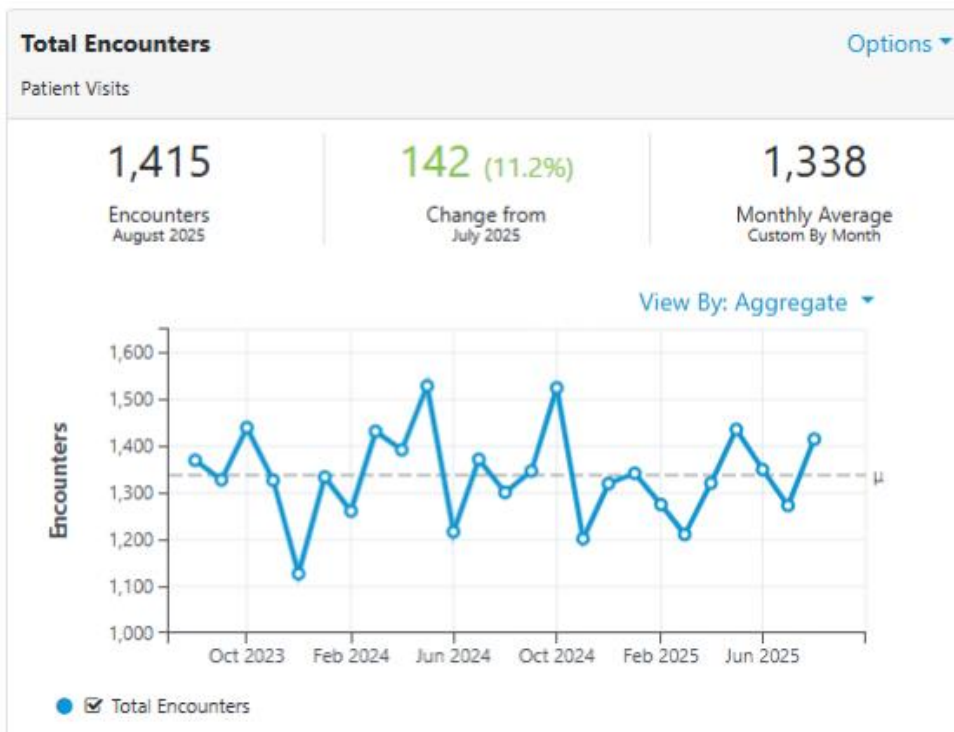 Total Encounters
Options
Patient Visits
1,415
Encounters
August 2025
142 (11.2%)
Change from
July 2025
1,338
Monthly Average
Custom By Month
View By: Aggregate
Encounters
1,600
1,500
1,400
1,300
1,200
1,100
1,000
μ
Oct 2023 Feb 2024 Jun 2024 Oct 2024 Feb 2025 Jun 2025
Total Encounters